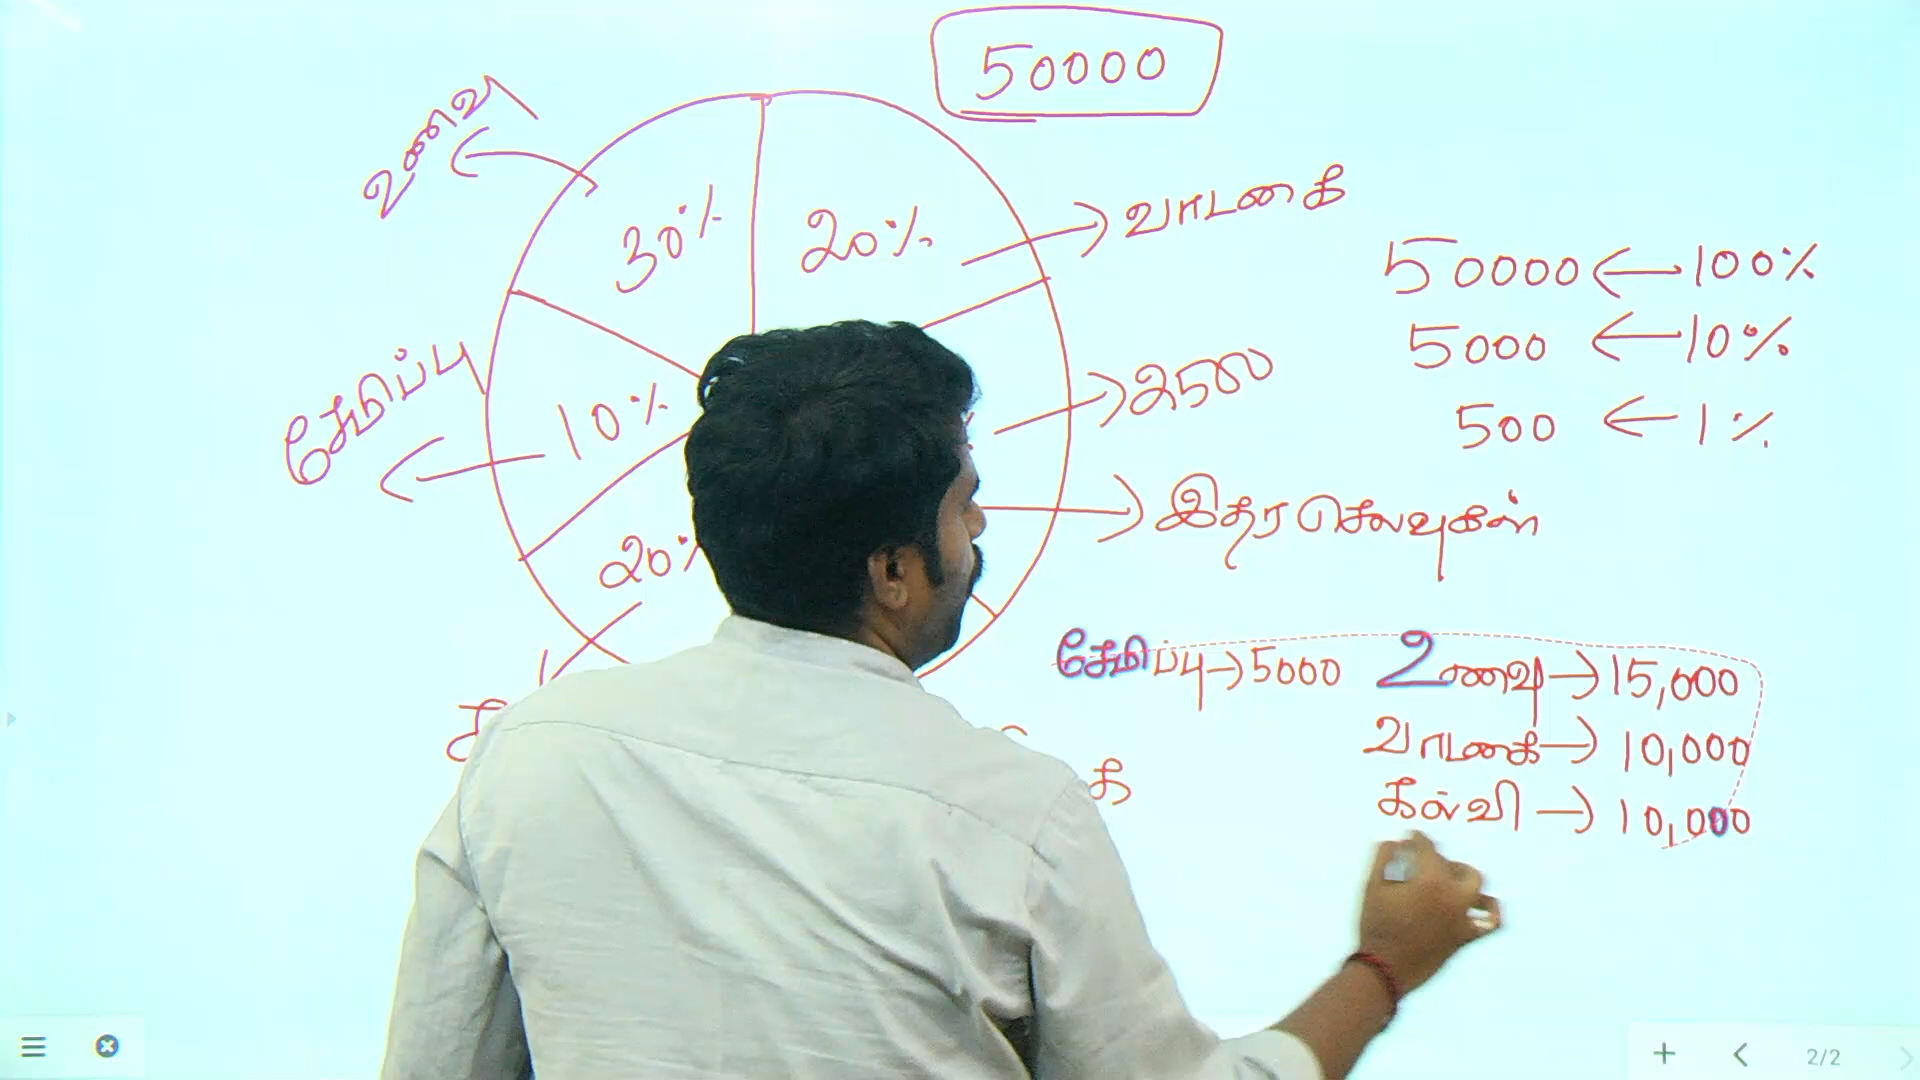 50000
உணவு
30%
20%
வாடகை
50000 ← 100%
5000 ← 10%
500 ← 1%
சேமிப்பு
10%
இதர செலவுகள்
20%
சேமிப்பு → 5000
உணவு → 15,000
வாடகை → 10,000
கல்வி → 10,000
2/2